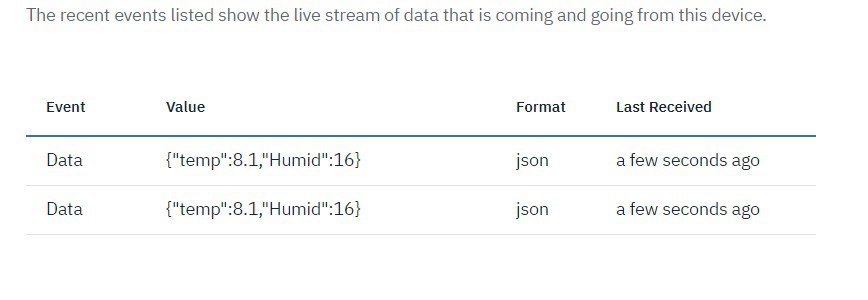 The recent events listed show the live stream of data that is coming and going from this device.
Event Value Format Last Received
Data {"temp":8.1,"Humid":16} json a few seconds ago
Data {"temp":8.1,"Humid":16} json a few seconds ago